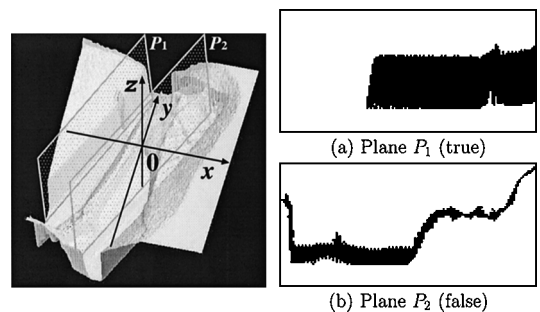 P1 P2
z
y
0
x
(a) Plane P1 (true)
(b) Plane P2 (false)